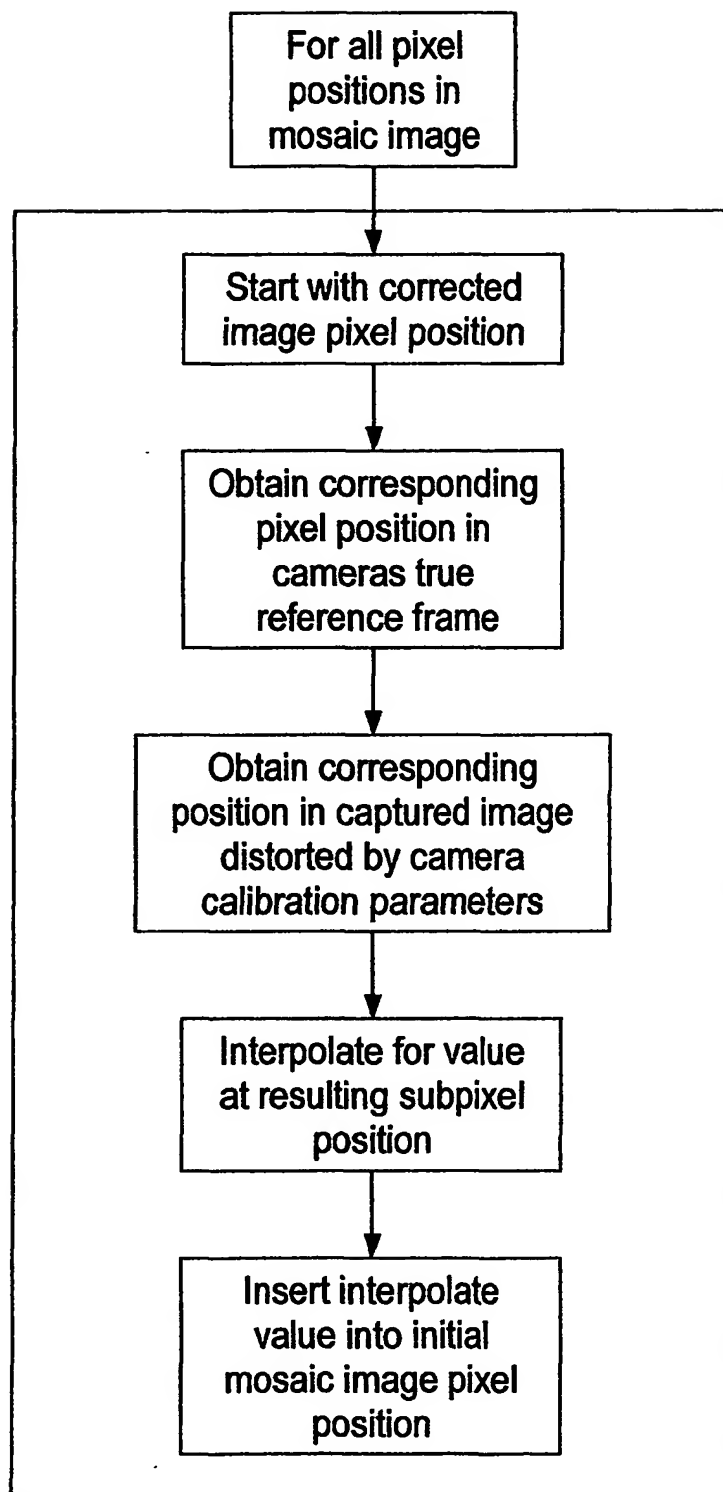 For all pixel
positions in
mosaic image
Start with corrected
image pixel position
Obtain corresponding
pixel position in
cameras true
reference frame
Obtain corresponding
position in captured image
distorted by camera
calibration parameters
Interpolate for value
at resulting subpixel
position
Insert interpolate
value into initial
mosaic image pixel
position